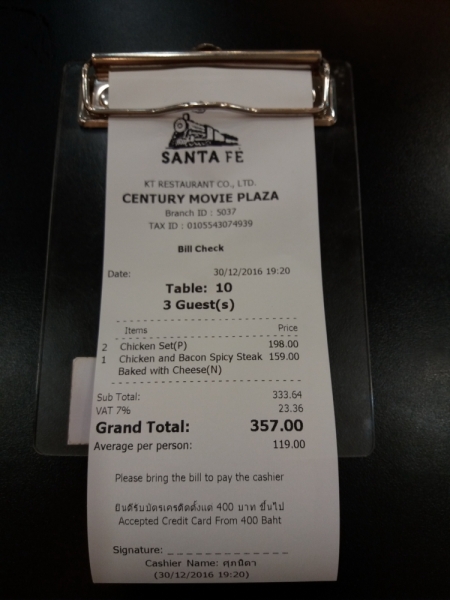 SANTA FE
KT RESTAURANT CO., LTD.
CENTURY MOVIE PLAZA
Branch ID : 5037
TAX ID : 0105543074939
Bill Check
Date: 30/12/2016 19:20
Table: 10
3 Guest(s)
Items Price
2 Chicken Set(P) 198.00
1 Chicken and Bacon Spicy Steak 159.00
Baked with Cheese(N)
Sub Total: 333.64
VAT 7% 23.36
Grand Total: 357.00
Average per person: 119.00
Please bring the bill to pay the cashier
ยินดีรับบัตรเครดิตตั้งแต่ 400 บาท ขึ้นไป
Accepted Credit Card From 400 Baht
Signature: _ _ _ _ _ _ _ _ _ _ _ _ _
Cashier Name: ศุภนิดา
(30/12/2016 19:20)